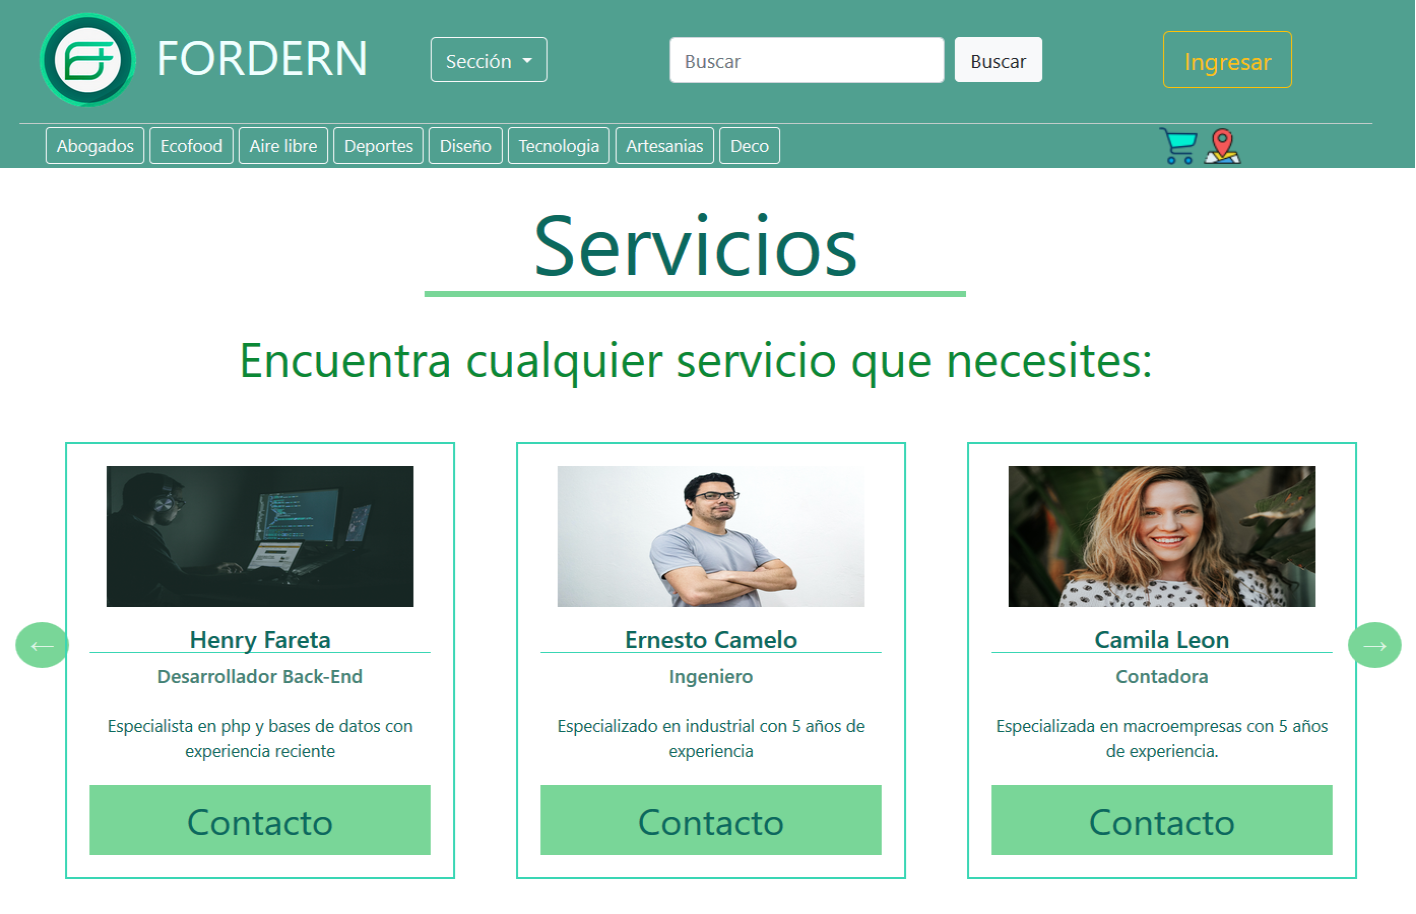 FORDERN
Sección
Buscar
Buscar
Ingresar
Abogados
Ecofood
Aire libre
Deportes
Diseño
Tecnologia
Artesanias
Deco
Servicios
Encuentra cualquier servicio que necesites:
←
Henry Fareta
Desarrollador Back-End
Especialista en php y bases de datos con
experiencia reciente
Contacto
Ernesto Camelo
Ingeniero
Especializado en industrial con 5 años de
experiencia
Contacto
Camila Leon
Contadora
Especializada en macroempresas con 5 años
de experiencia.
Contacto
→